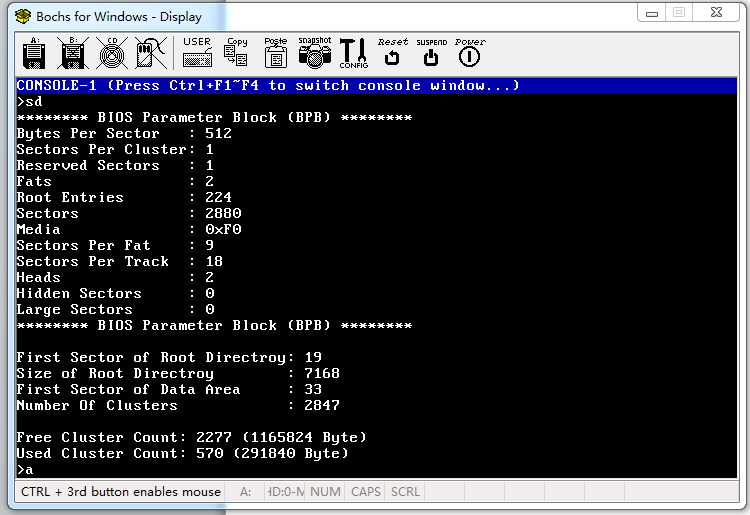 Bochs for Windows - Display
A: B: CD USER Copy Paste snapshot CONFIG Reset SUSPEND Power
CONSOLE-1 (Press Ctrl+F1~F4 to switch console window...)
>sd
******** BIOS Parameter Block (BPB) ********
Bytes Per Sector : 512
Sectors Per Cluster: 1
Reserved Sectors : 1
Fats : 2
Root Entries : 224
Sectors : 2880
Media : 0xF0
Sectors Per Fat : 9
Sectors Per Track : 18
Heads : 2
Hidden Sectors : 0
Large Sectors : 0
******** BIOS Parameter Block (BPB) ********
First Sector of Root Directroy: 19
Size of Root Directroy : 7168
First Sector of Data Area : 33
Number Of Clusters : 2847
Free Cluster Count: 2277 (1165824 Byte)
Used Cluster Count: 570 (291840 Byte)
>a
CTRL + 3rd button enables mouse A: HD:0-M NUM CAPS SCRL